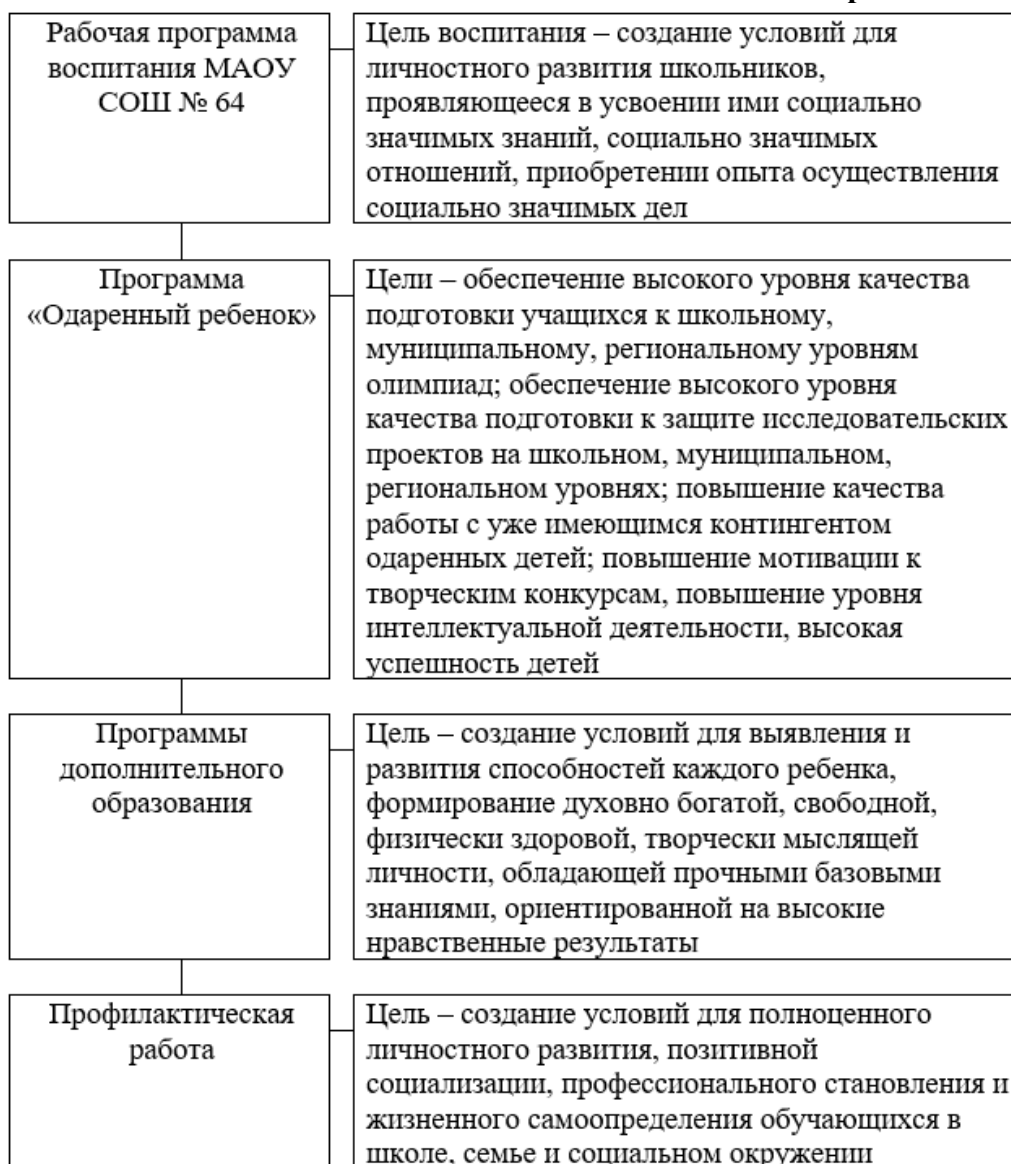 Рабочая программа
воспитания МАОУ
СОШ № 64
Цель воспитания – создание условий для
личностного развития школьников,
проявляющееся в усвоении ими социально
значимых знаний, социально значимых
отношений, приобретении опыта осуществления
социально значимых дел
Программа
«Одаренный ребенок»
Цели – обеспечение высокого уровня качества
подготовки учащихся к школьному,
муниципальному, региональному уровням
олимпиад; обеспечение высокого уровня
качества подготовки к защите исследовательских
проектов на школьном, муниципальном,
региональном уровнях; повышение качества
работы с уже имеющимся контингентом
одаренных детей; повышение мотивации к
творческим конкурсам, повышение уровня
интеллектуальной деятельности, высокая
успешность детей
Программы
дополнительного
образования
Цель – создание условий для выявления и
развития способностей каждого ребенка,
формирование духовно богатой, свободной,
физически здоровой, творчески мыслящей
личности, обладающей прочными базовыми
знаниями, ориентированной на высокие
нравственные результаты
Профилактическая
работа
Цель – создание условий для полноценного
личностного развития, позитивной
социализации, профессионального становления и
жизненного самоопределения обучающихся в
школе, семье и социальном окружении